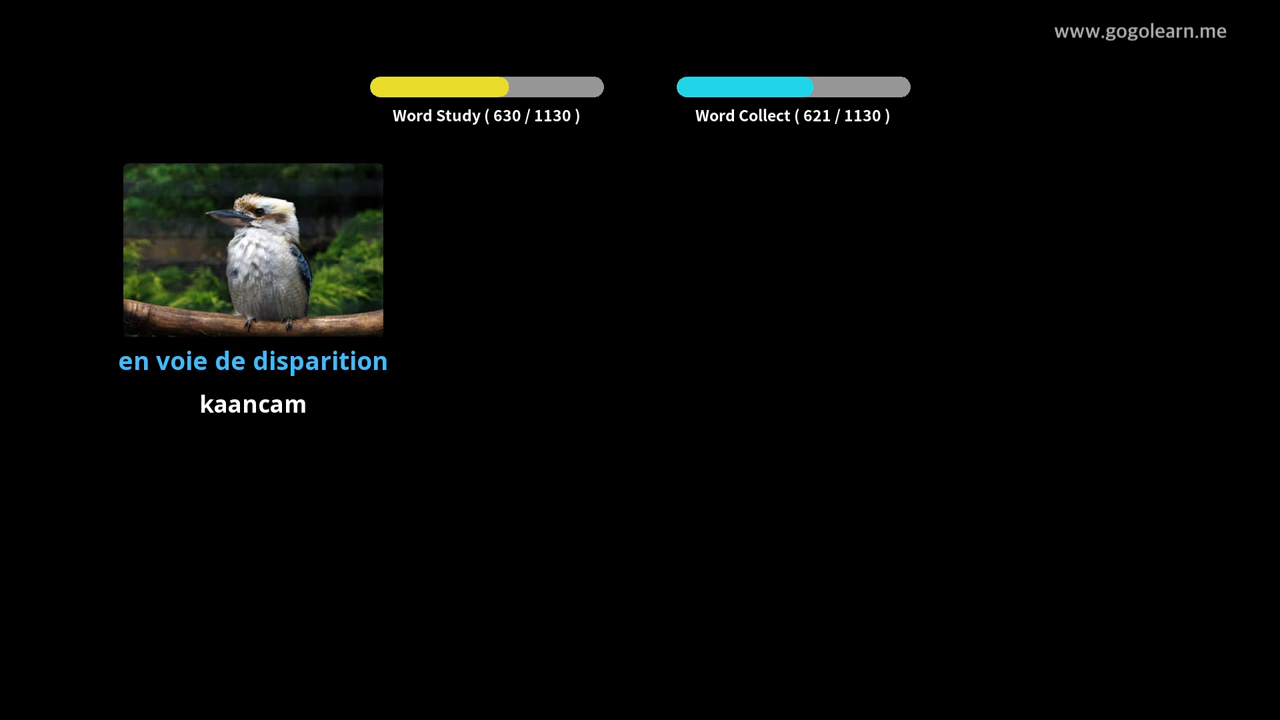 www.gogolearn.me
Word Study ( 630 / 1130 )
Word Collect ( 621 / 1130 )
en voie de disparition
kaancam